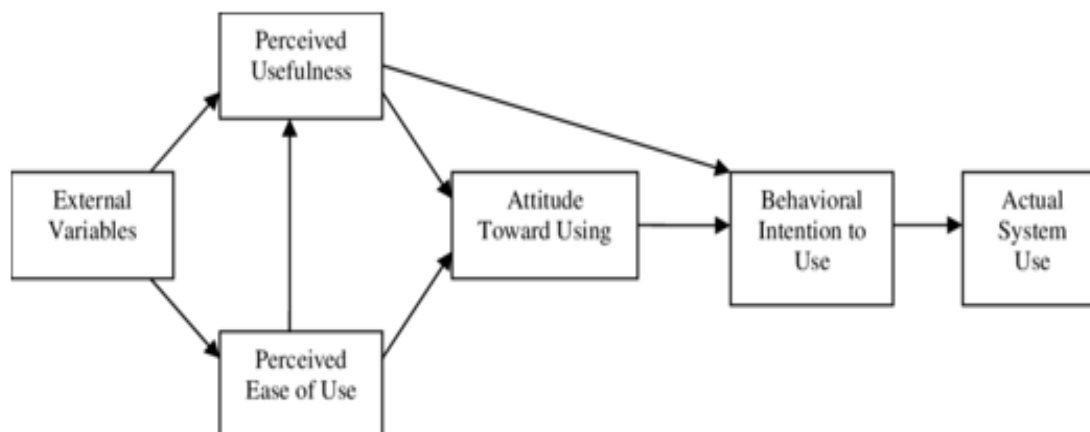 Perceived
Usefulness
External
Variables
Attitude
Toward Using
Behavioral
Intention to
Use
Actual
System
Use
Perceived
Ease of Use